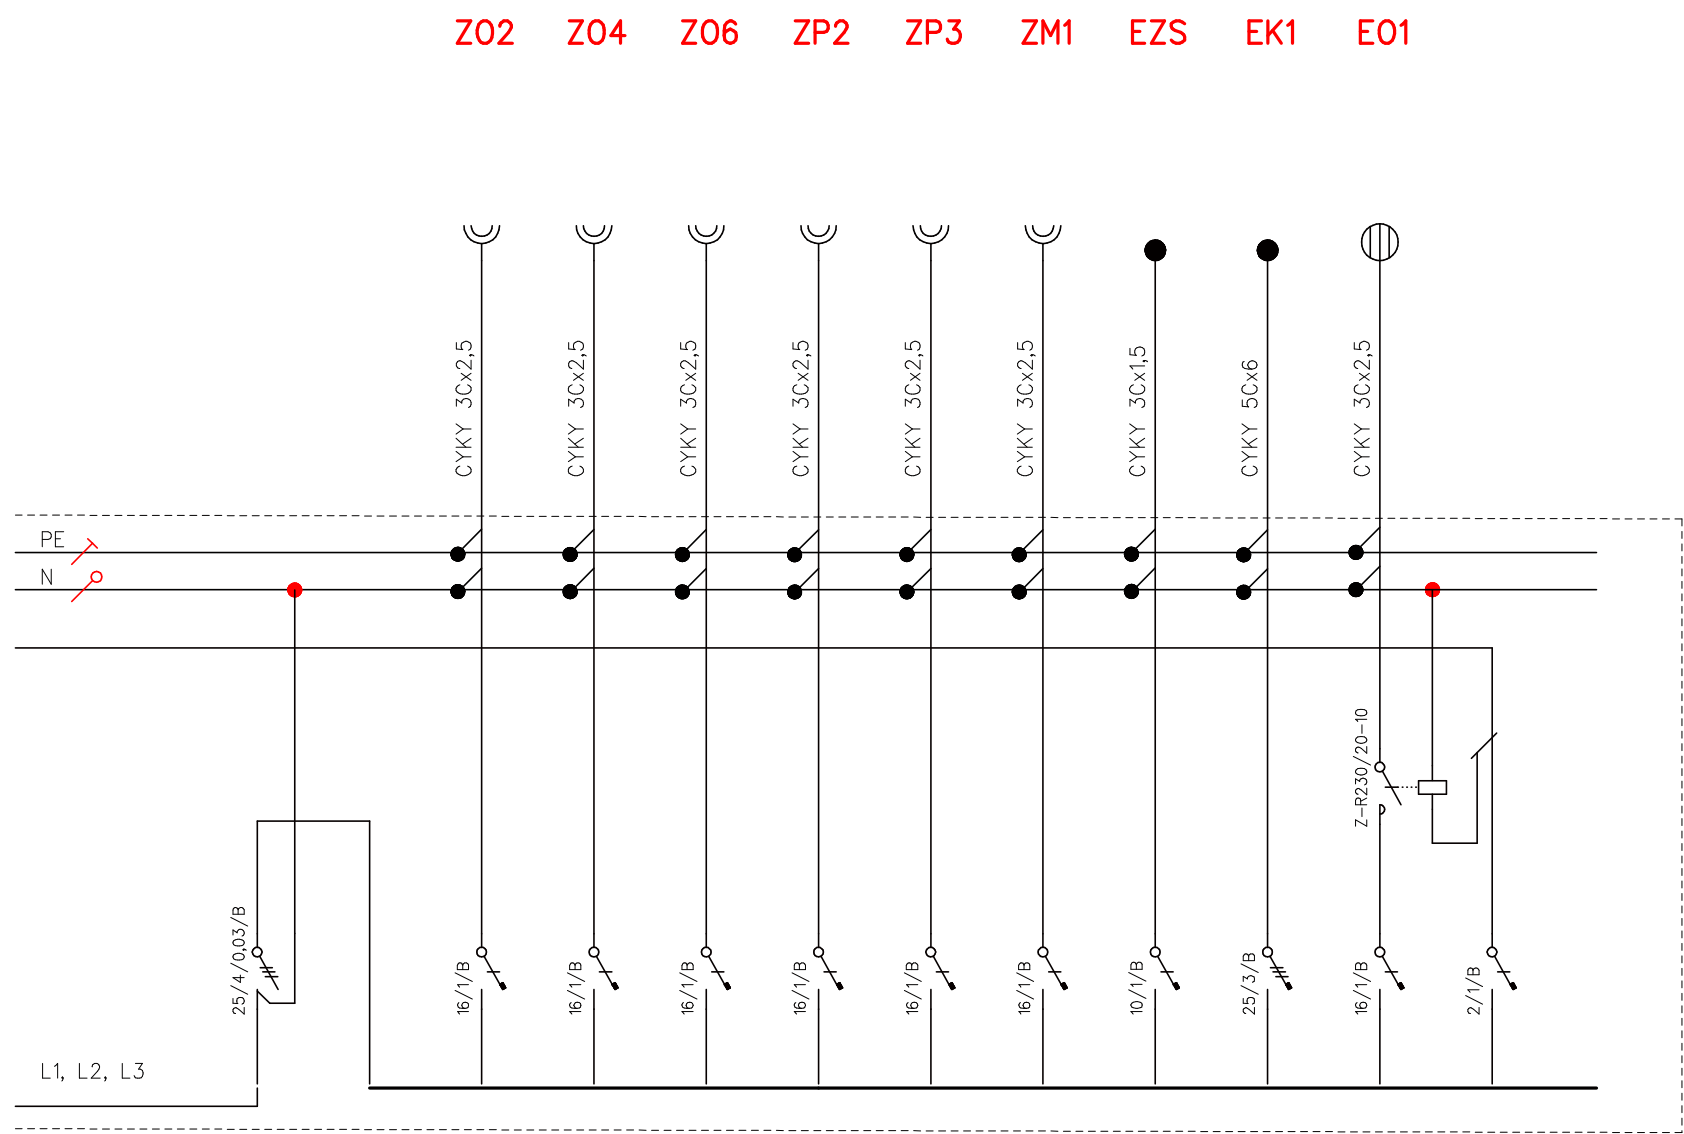 ZO2 ZO4 ZO6 ZP2 ZP3 ZM1 EZS EK1 EO1
CYKY 3Cx2,5
CYKY 3Cx2,5
CYKY 3Cx2,5
CYKY 3Cx2,5
CYKY 3Cx2,5
CYKY 3Cx2,5
CYKY 3Cx1,5
CYKY 5Cx6
CYKY 3Cx2,5
PE
N
Z-R230/20-10
25/4/0,03/B
16/1/B
16/1/B
16/1/B
16/1/B
16/1/B
16/1/B
10/1/B
25/3/B
16/1/B
2/1/B
L1, L2, L3